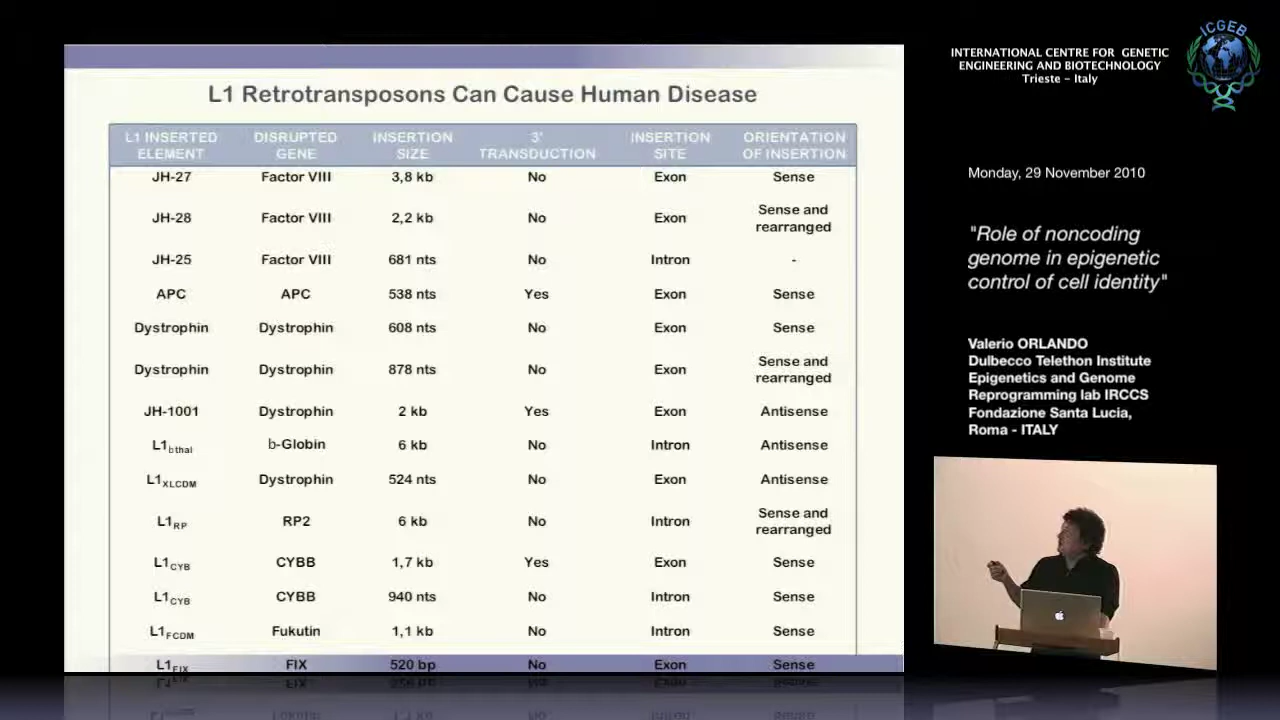 L1 Retrotransposons Can Cause Human Disease
L1 INSERTED ELEMENT DISRUPTED GENE INSERTION SIZE 3' TRANSDUCTION INSERTION SITE ORIENTATION OF INSERTION
JH-27 Factor VIII 3,8 kb No Exon Sense
JH-28 Factor VIII 2,2 kb No Exon Sense and rearranged
JH-25 Factor VIII 681 nts No Intron -
APC APC 538 nts Yes Exon Sense
Dystrophin Dystrophin 608 nts No Exon Sense
Dystrophin Dystrophin 878 nts No Exon Sense and rearranged
JH-1001 Dystrophin 2 kb Yes Exon Antisense
L1bthal b-Globin 6 kb No Intron Antisense
L1XLCDM Dystrophin 524 nts No Exon Antisense
L1RP RP2 6 kb No Intron Sense and rearranged
L1CYB CYBB 1,7 kb Yes Exon Sense
L1CYB CYBB 940 nts No Intron Sense
L1FCDM Fukutin 1,1 kb No Intron Sense
L1FIX FIX 520 bp No Exon Sense
INTERNATIONAL CENTRE FOR GENETIC
ENGINEERING AND BIOTECHNOLOGY
Trieste - Italy
ICGEB
Monday, 29 November 2010
"Role of noncoding
genome in epigenetic
control of cell identity"
Valerio ORLANDO
Dulbecco Telethon Institute
Epigenetics and Genome
Reprogramming lab IRCCS
Fondazione Santa Lucia,
Roma - ITALY